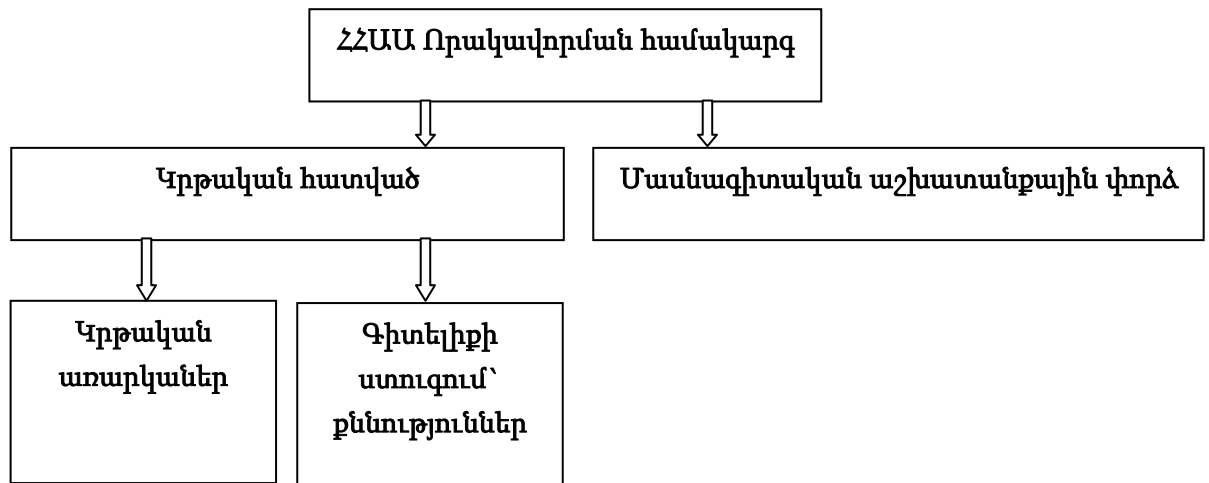 ՀՀԱԱ Որակավորման համակարգ
Կրթական հատված
Մասնագիտական աշխատանքային փորձ
Կրթական
առարկաներ
Գիտելիքի
ստուգում՝
քննություններ